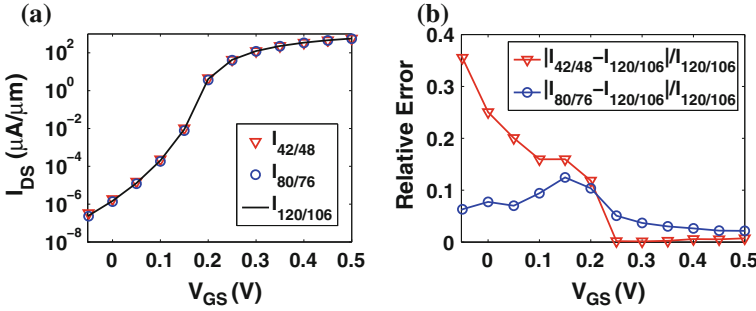 (a)
10^2
10^0
10^-2
10^-4
10^-6
10^-8
I_DS (μA/μm)
I_42/48
I_80/76
I_120/106
0 0.1 0.2 0.3 0.4 0.5
V_GS (V)
(b)
0.4
0.3
0.2
0.1
0
Relative Error
|I_42/48−I_120/106|/I_120/106
|I_80/76−I_120/106|/I_120/106
0 0.1 0.2 0.3 0.4 0.5
V_GS (V)